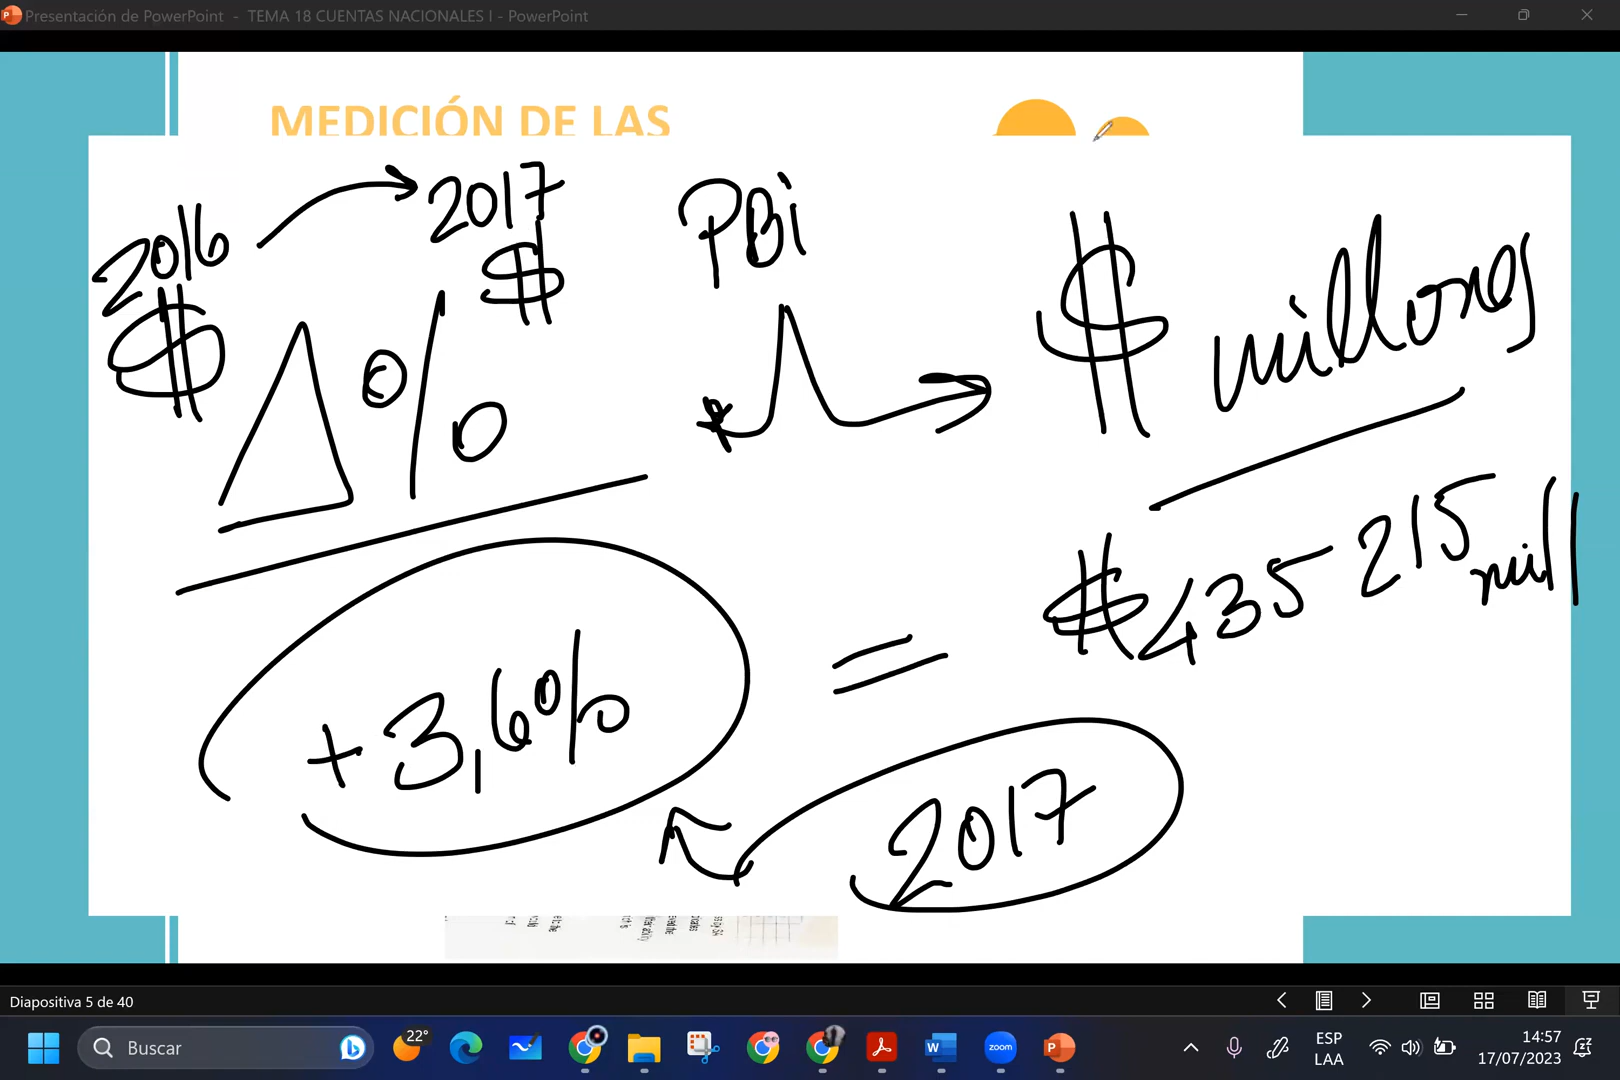 Presentación de PowerPoint - TEMA 18 CUENTAS NACIONALES I - PowerPoint
MEDICIÓN DE LAS
2016 2017 PBi
$ $ $ millones
Δ%
$ 435 215 mill
+3,6% =
2017
Diapositiva 5 de 40
Buscar
22°
W
zoom
P
ESP
LAA
14:57
17/07/2023